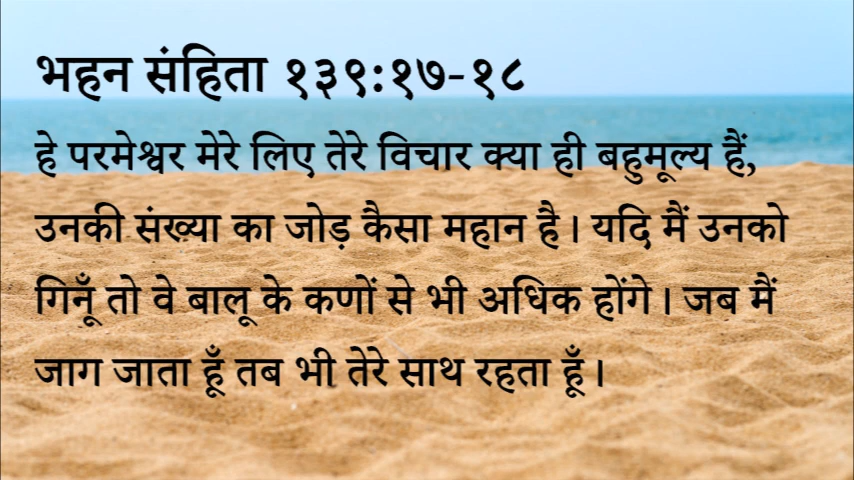 भहन संहिता १३९:१७-१८
हे परमेश्वर मेरे लिए तेरे विचार क्या ही बहुमूल्य हैं,
उनकी संख्या का जोड़ कैसा महान है। यदि मैं उनको
गिनूँ तो वे बालू के कणों से भी अधिक होंगे। जब मैं
जाग जाता हूँ तब भी तेरे साथ रहता हूँ।